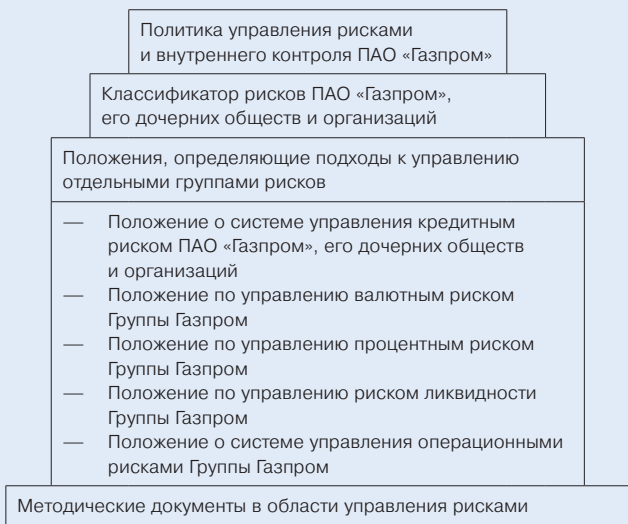 Политика управления рисками
и внутреннего контроля ПАО «Газпром»
Классификатор рисков ПАО «Газпром»,
его дочерних обществ и организаций
Положения, определяющие подходы к управлению
отдельными группами рисков
— Положение о системе управления кредитным
риском ПАО «Газпром», его дочерних обществ
и организаций
— Положение по управлению валютным риском
Группы Газпром
— Положение по управлению процентным риском
Группы Газпром
— Положение по управлению риском ликвидности
Группы Газпром
— Положение о системе управления операционными
рисками Группы Газпром
Методические документы в области управления рисками